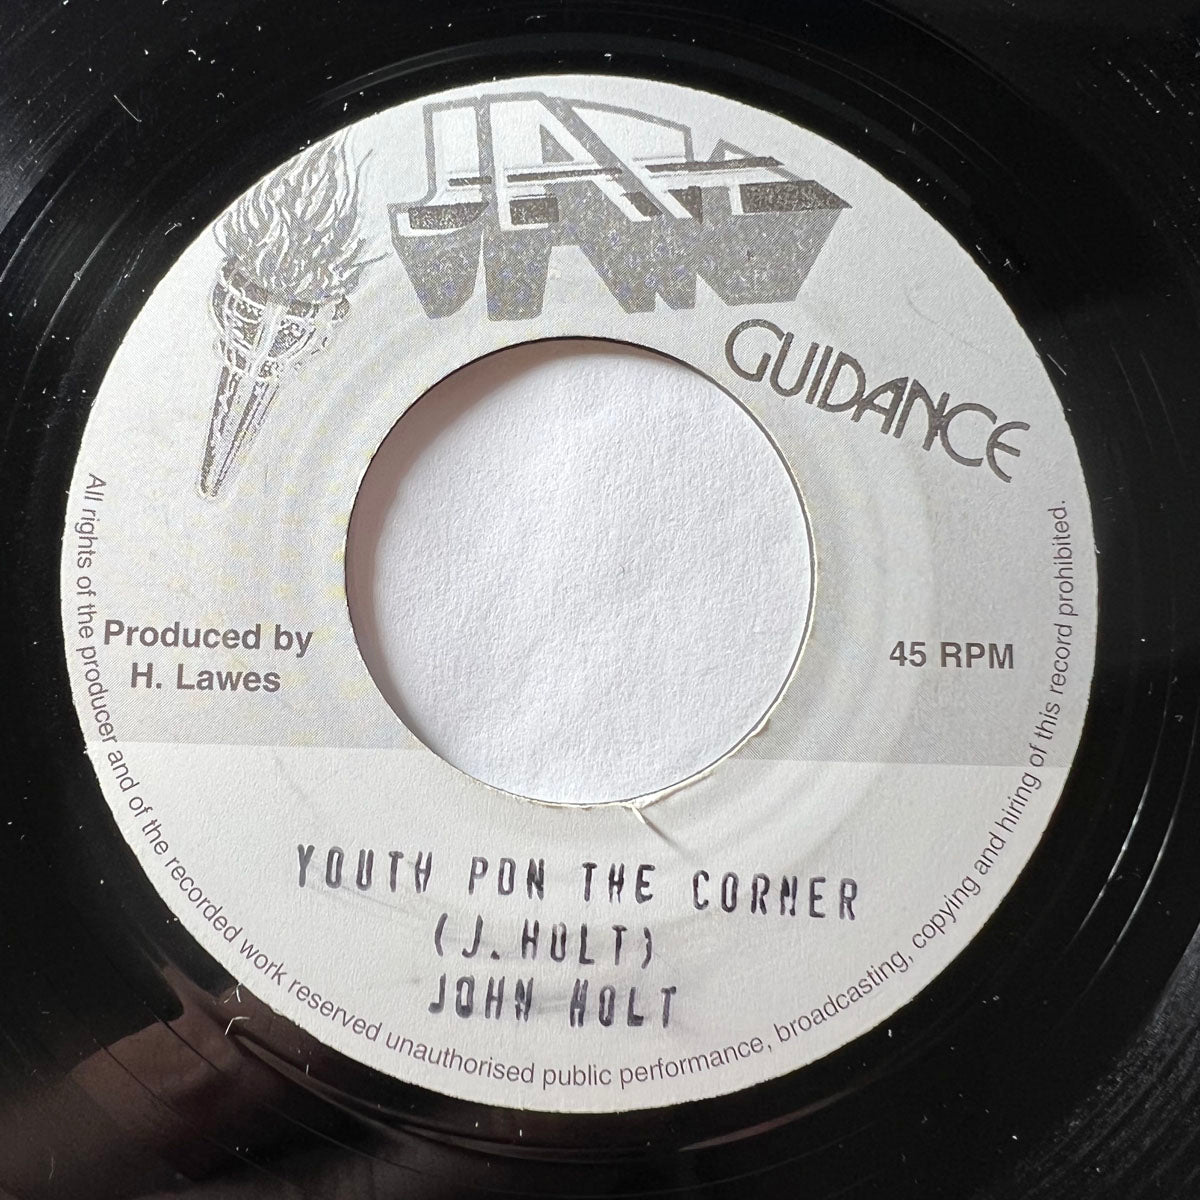 JAH
GUIDANCE
Produced by
H. Lawes
45 RPM
YOUTH PON THE CORNER
(J. HOLT)
JOHN HOLT
All rights of the producer and of the recorded work reserved unauthorised public performance, broadcasting, copying and hiring of this record prohibited.